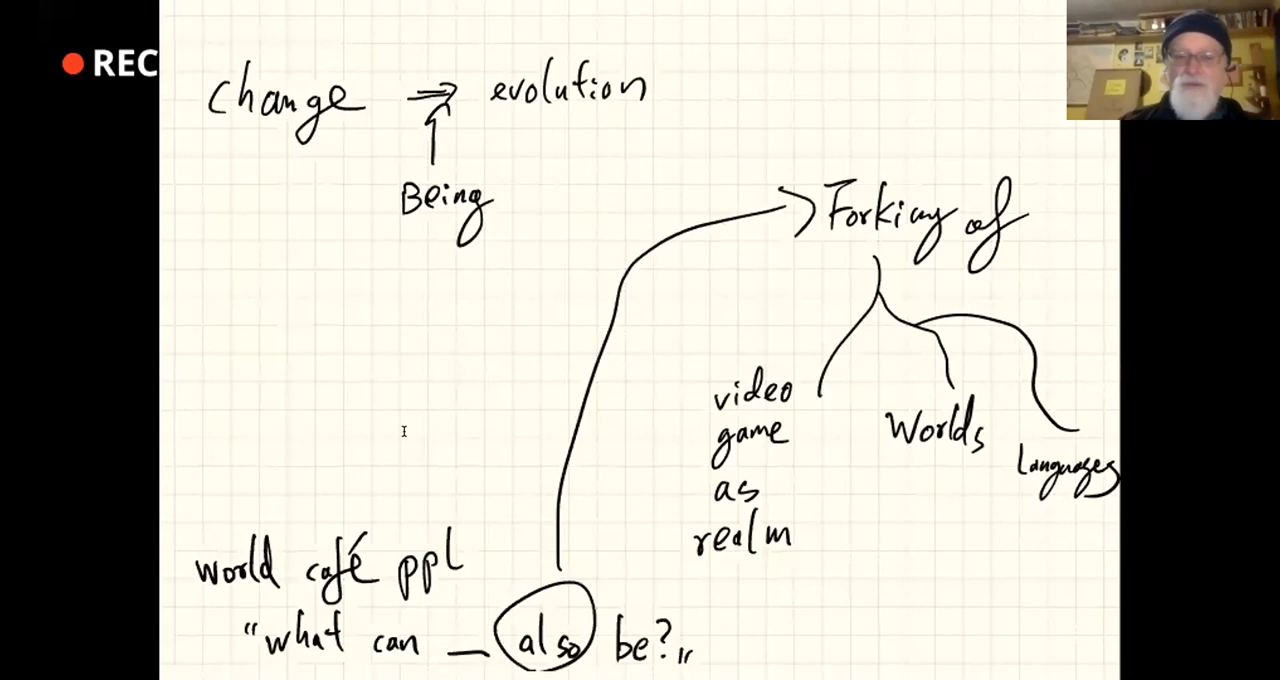 REC
change ⇒ evolution
Being
Forking of
video
game
as
realm
Worlds
Languages
world café ppl
"what can _ also be?"